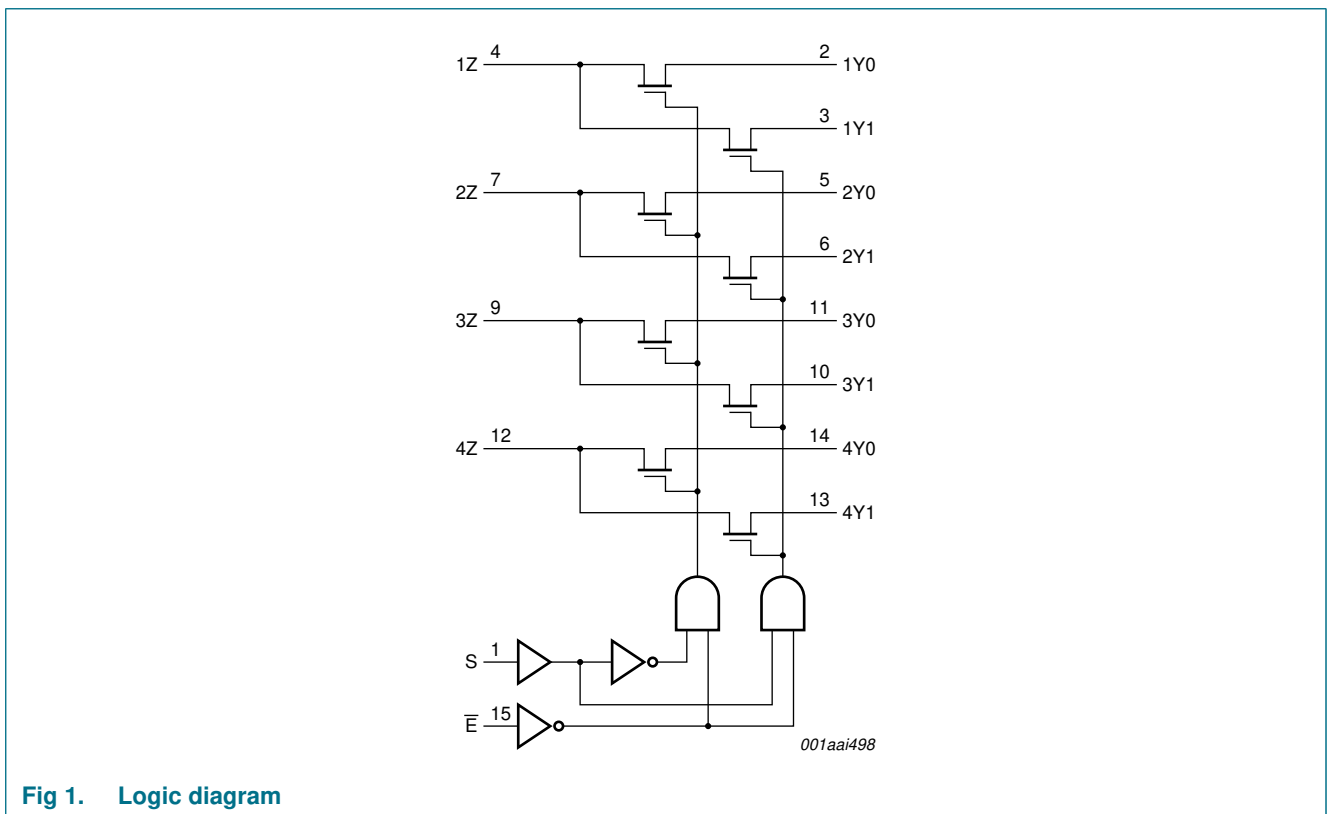 1Z 4 2 1Y0
3 1Y1
2Z 7 5 2Y0
6 2Y1
3Z 9 11 3Y0
10 3Y1
4Z 12 14 4Y0
13 4Y1
S 1
E̅ 15
001aai498
Fig 1. Logic diagram